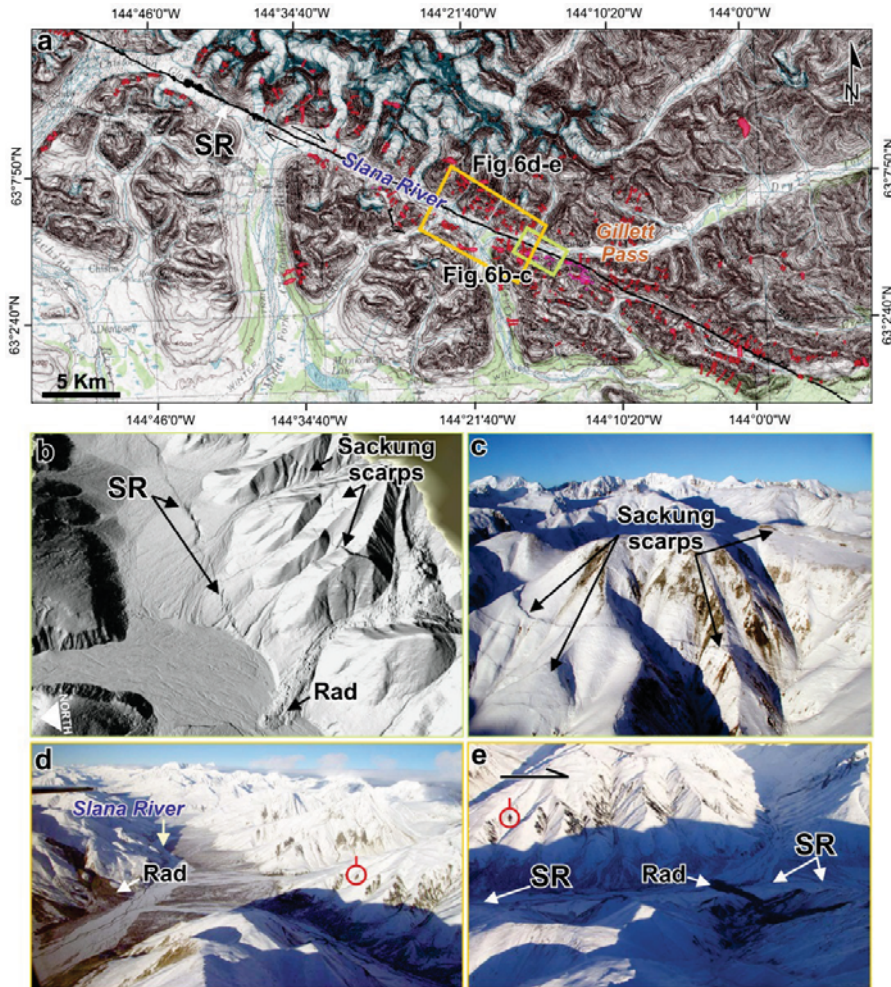 144°46'0"W 144°34'40"W 144°21'40"W 144°10'20"W 144°0'0"W
a
N
SR
Slana-River
Fig.6d-e
Gillett
Pass
Fig.6b-c
Dry
63°7'50"N
63°7'50"N
63°2'40"N
63°2'40"N
5 Km
144°46'0"W 144°34'40"W 144°21'40"W 144°10'20"W 144°0'0"W
b
Sackung
scarps
SR
Rad
NORTH
c
Sackung
scarps
d
Slana River
Rad
e
SR
Rad
SR